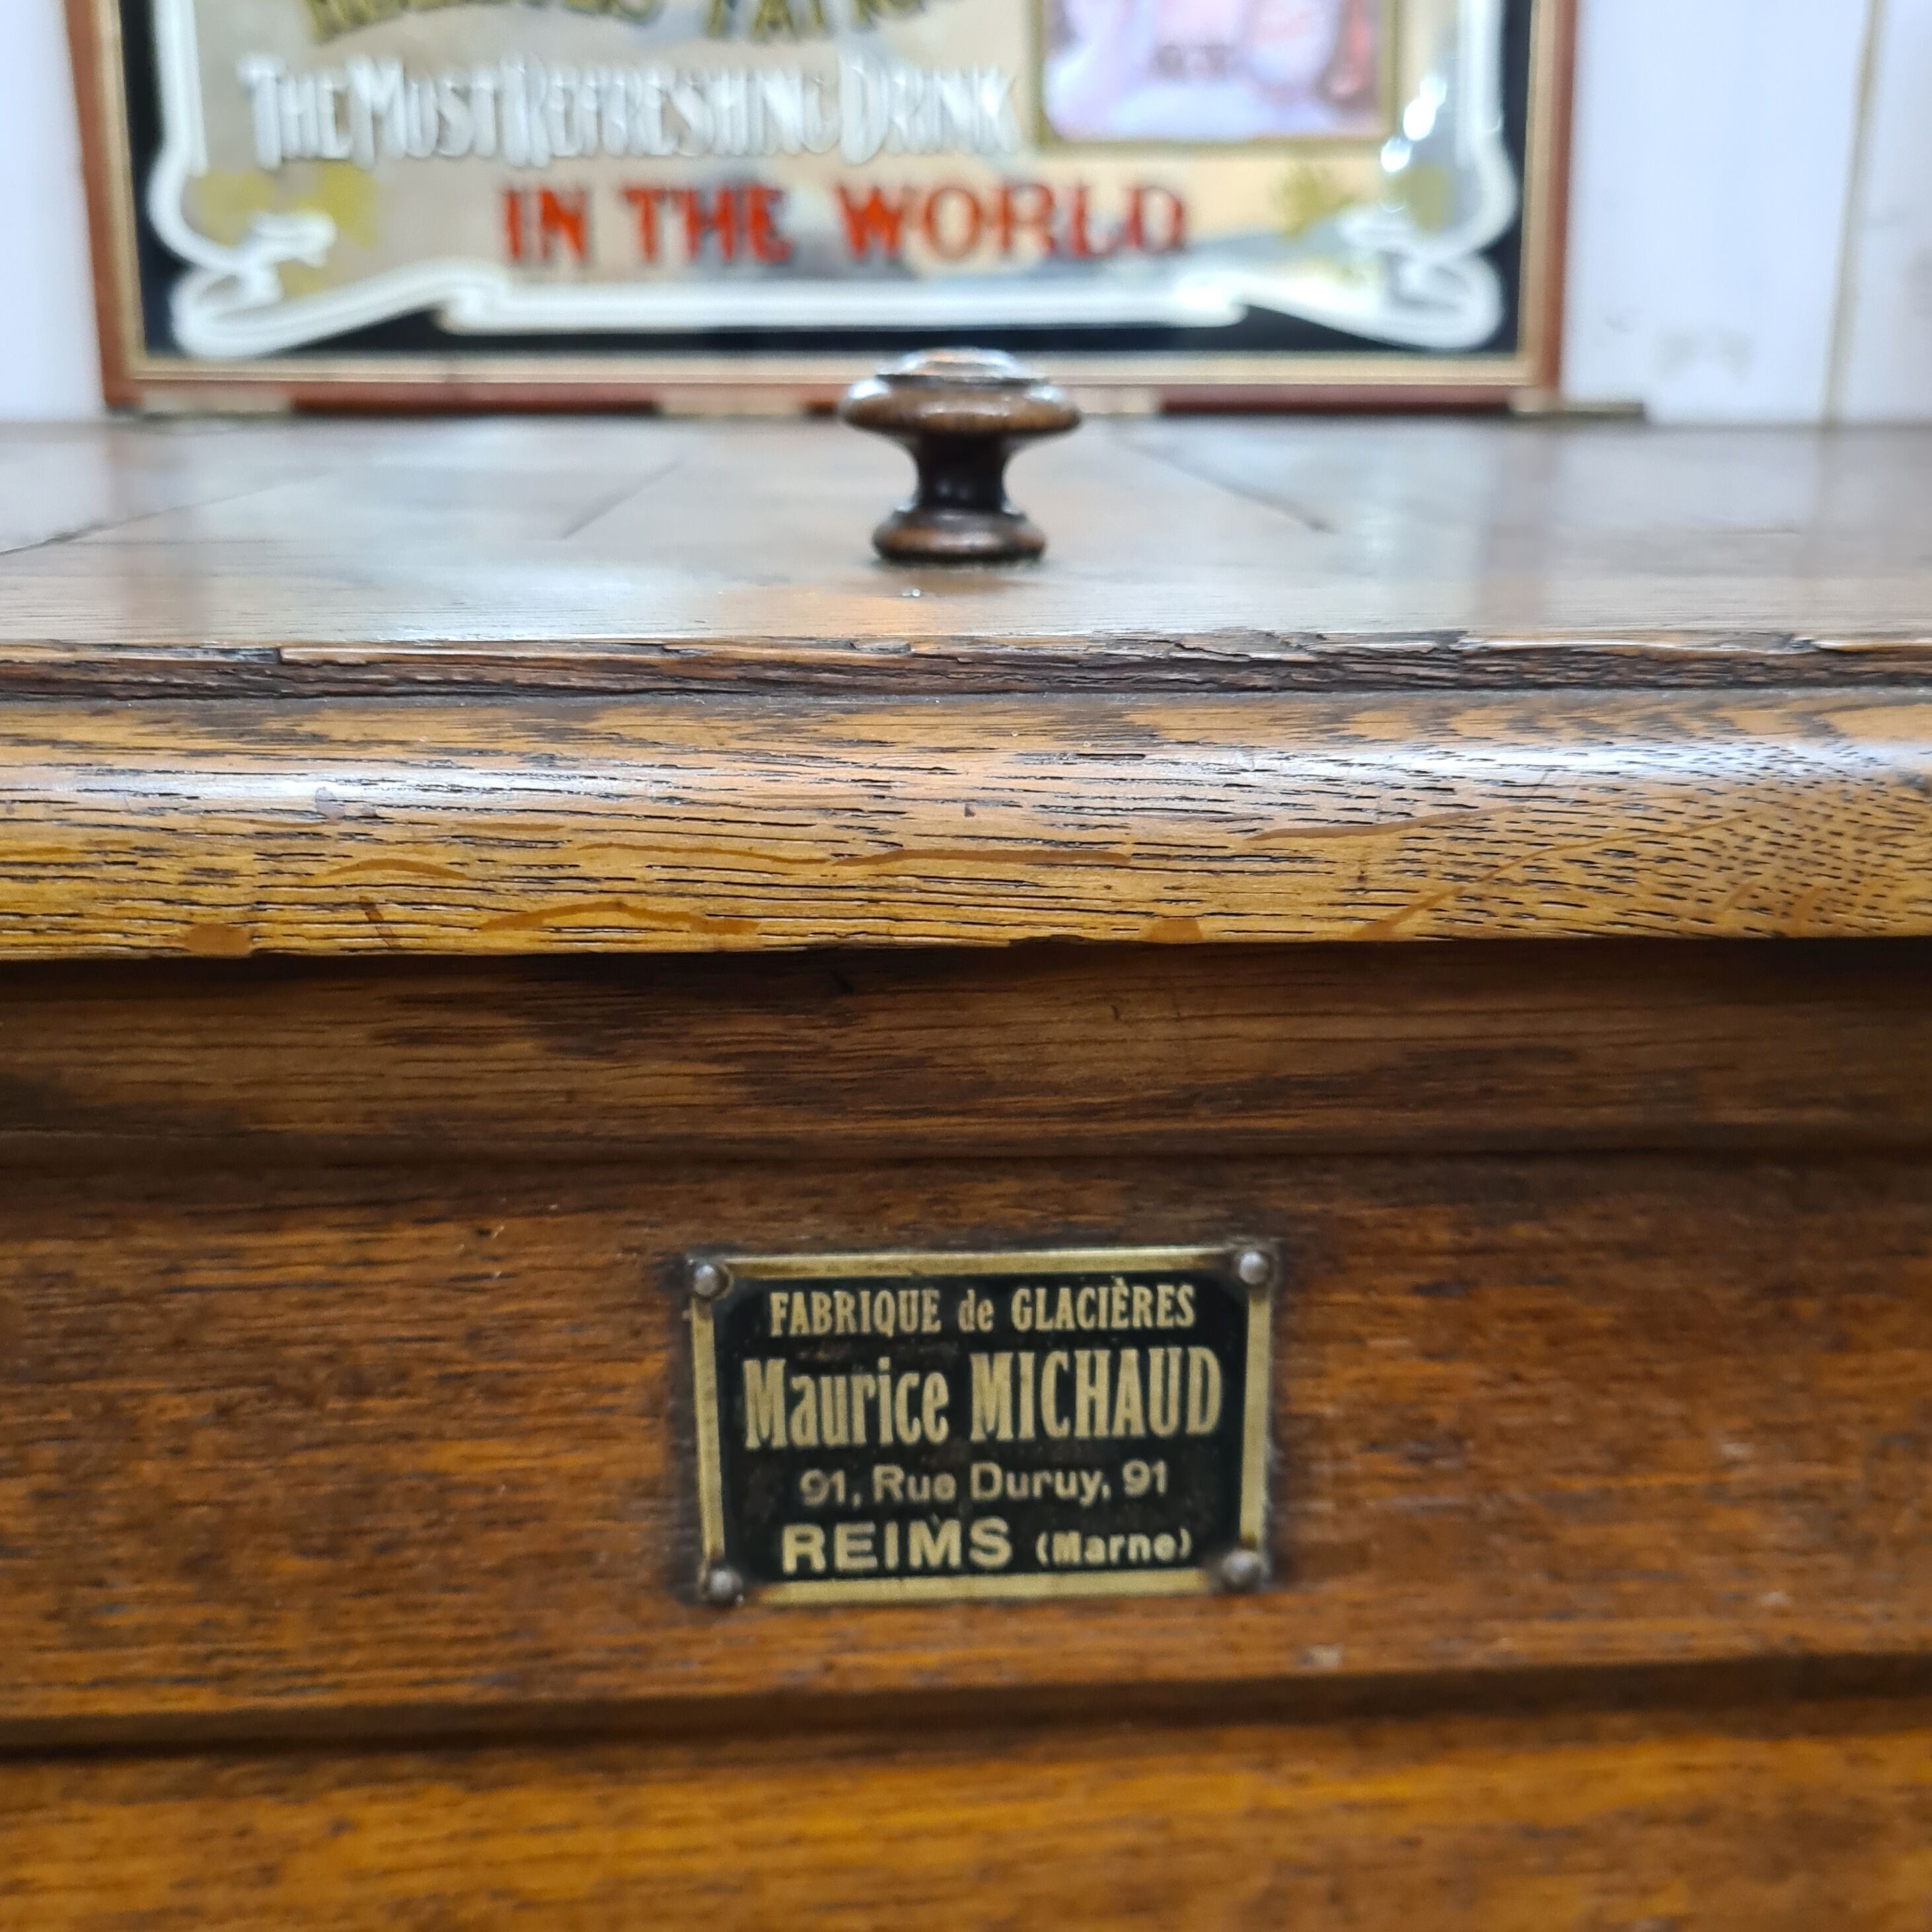 THE MOST REFRESHING DRINK
IN THE WORLD
FABRIQUE de GLACIÈRES
Maurice MICHAUD
91, Rue Duruy, 91
REIMS (Marne)